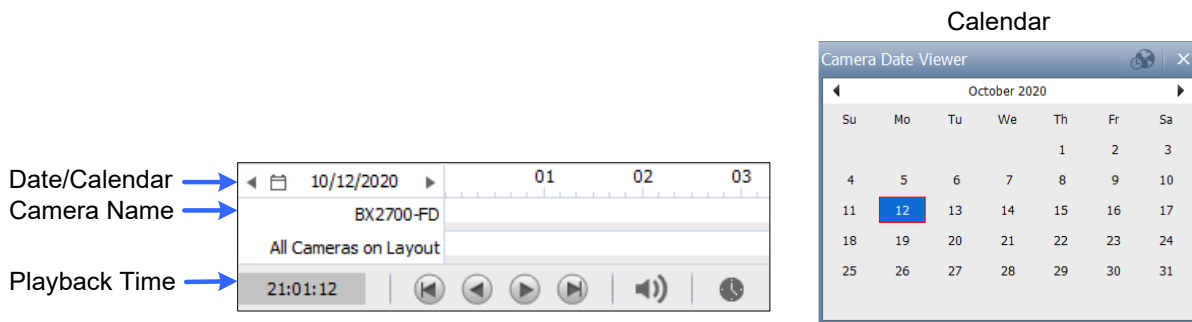 Calendar
Camera Date Viewer
October 2020
Su Mo Tu We Th Fr Sa
1 2 3
4 5 6 7 8 9 10
11 12 13 14 15 16 17
18 19 20 21 22 23 24
25 26 27 28 29 30 31
Date/Calendar
10/12/2020 01 02 03
Camera Name
BX2700-FD
All Cameras on Layout
Playback Time
21:01:12